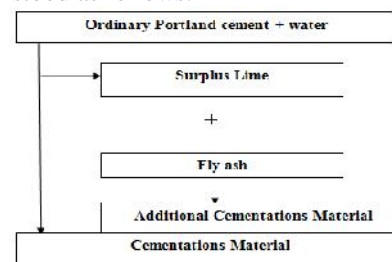 Ordinary Portland cement + water
Surplus Lime
+
Fly ash
Additional Cementations Material
Cementations Material